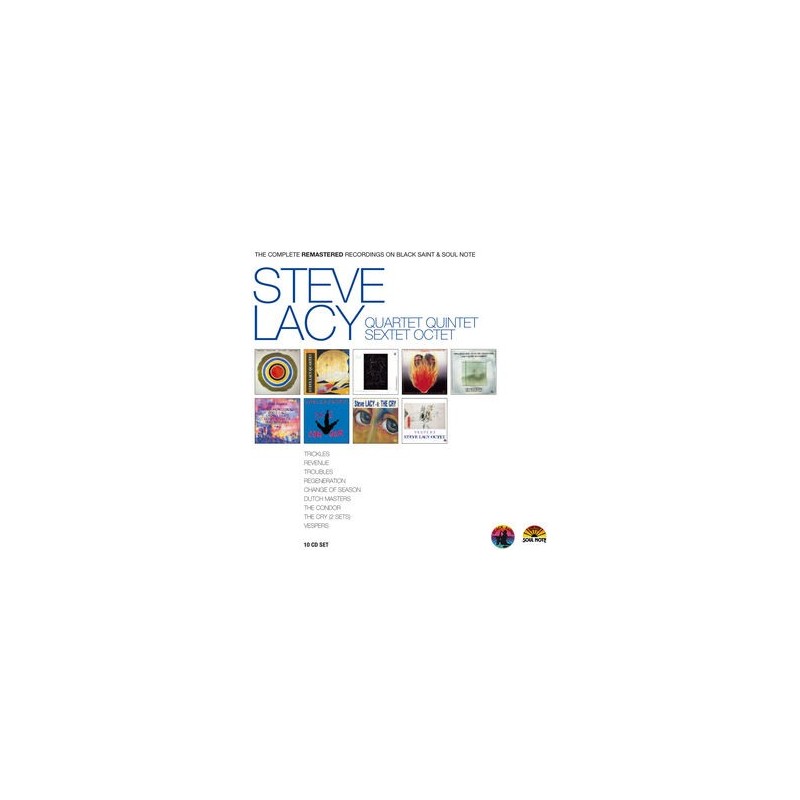 THE COMPLETE REMASTERED RECORDINGS ON BLACK SAINT & SOUL NOTE
STEVE
LACY
QUARTET QUINTET
SEXTET OCTET
Steve LACY
THE CRY
VESPERS
STEVE LACY OCTET
TRICKLES
REVENUE
TROUBLES
REGENERATION
CHANGE OF SEASON
DUTCH MASTERS
THE CONDOR
THE CRY (2 SETS)
VESPERS
10 CD SET
SOUL NOTE